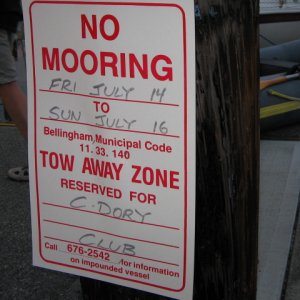 NO
MOORING
FRI JULY 14
TO
SUN JULY 16
Bellingham Municipal Code
11. 33. 140
TOW AWAY ZONE
RESERVED FOR
C-DORY
CLUB
Call 676-2542 for information
on impounded vessel